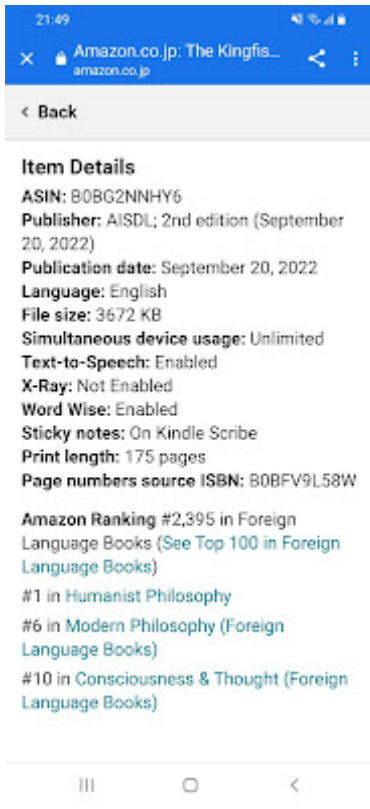 21:49
Amazon.co.jp: The Kingfis...
amazon.co.jp
< Back
Item Details
ASIN: B0BG2NNHY6
Publisher: AISDL; 2nd edition (September
20, 2022)
Publication date: September 20, 2022
Language: English
File size: 3672 KB
Simultaneous device usage: Unlimited
Text-to-Speech: Enabled
X-Ray: Not Enabled
Word Wise: Enabled
Sticky notes: On Kindle Scribe
Print length: 175 pages
Page numbers source ISBN: B0BFV9L58W
Amazon Ranking #2,395 in Foreign
Language Books (See Top 100 in Foreign
Language Books)
#1 in Humanist Philosophy
#6 in Modern Philosophy (Foreign
Language Books)
#10 in Consciousness & Thought (Foreign
Language Books)